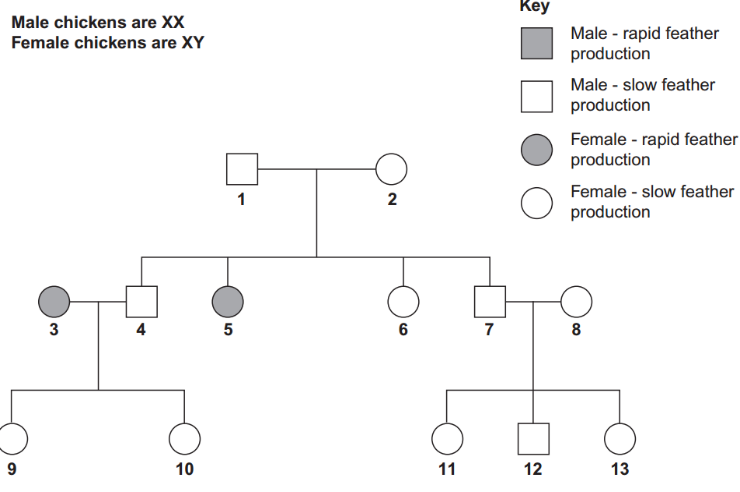 Key
Male chickens are XX
Female chickens are XY
Male - rapid feather
production
Male - slow feather
production
Female - rapid feather
production
Female - slow feather
production
1
2
3
4
5
6
7
8
9
10
11
12
13